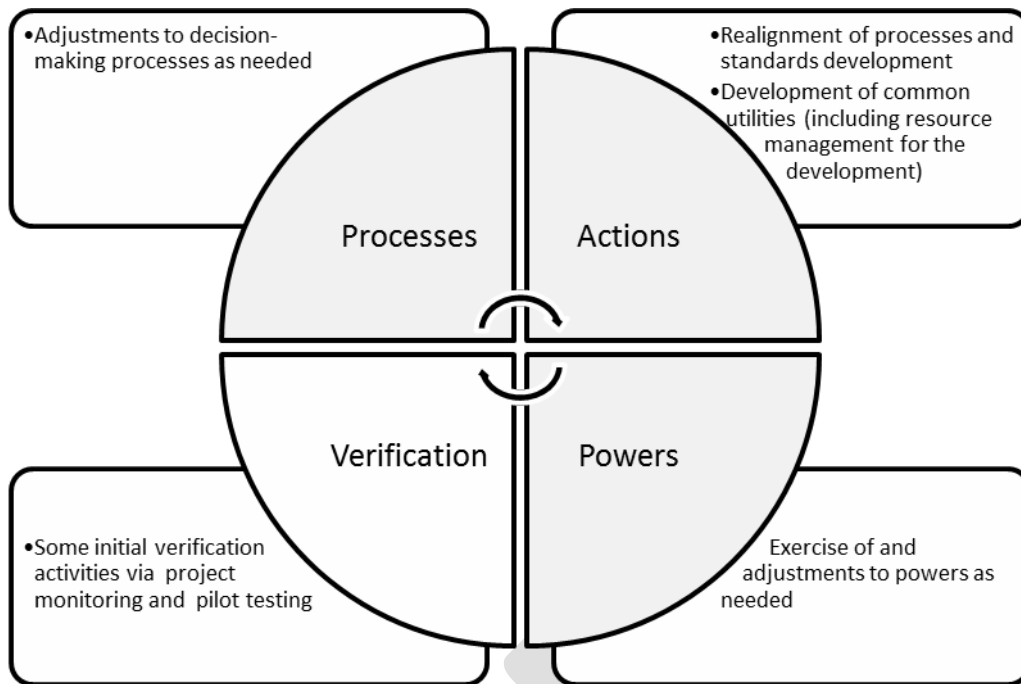 •Adjustments to decision-
making processes as needed
•Realignment of processes and
standards development
•Development of common
utilities (including resource
management for the
development)
Processes
Actions
Verification
Powers
•Some initial verification
activities via project
monitoring and pilot testing
Exercise of and
adjustments to powers as
needed